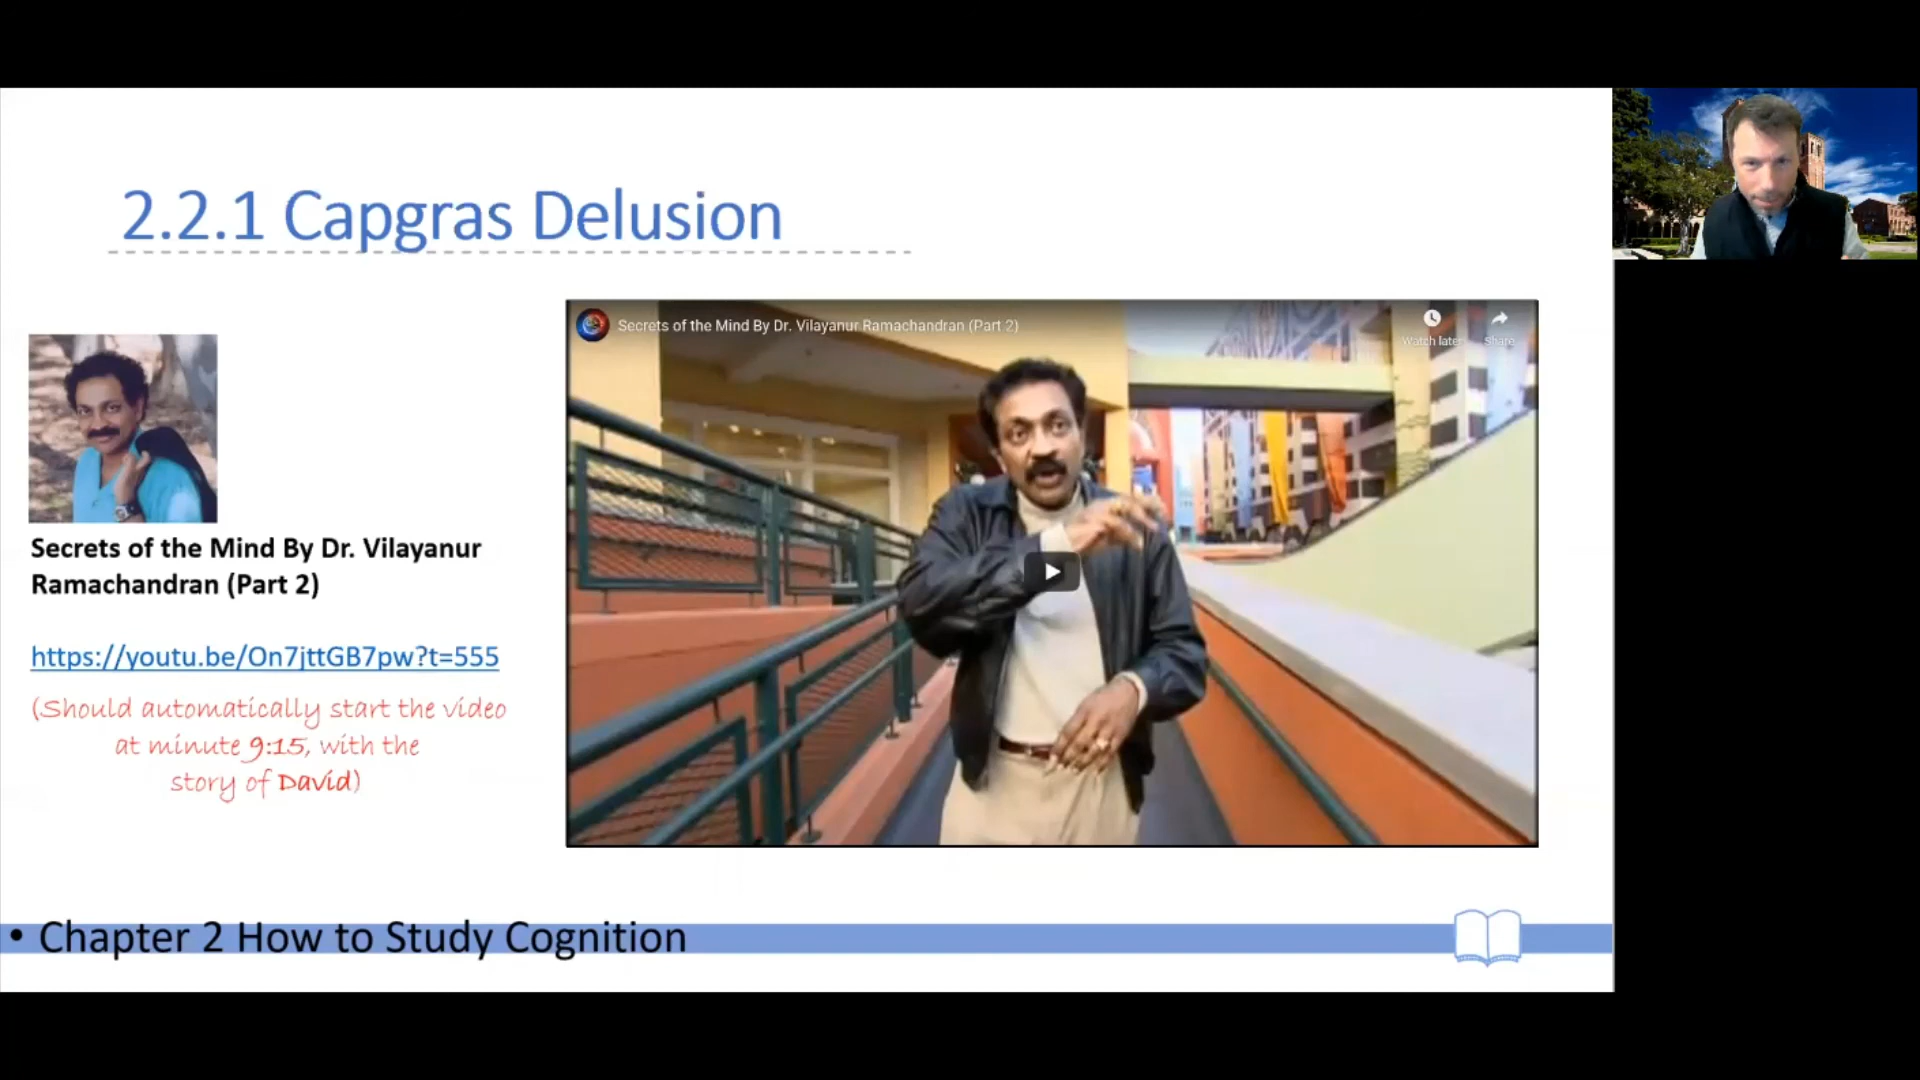 2.2.1 Capgras Delusion
Secrets of the Mind By Dr. Vilayanur Ramachandran (Part 2)
Watch later
Share
Secrets of the Mind By Dr. Vilayanur
Ramachandran (Part 2)
https://youtu.be/On7jttGB7pw?t=555
(Should automatically start the video
at minute 9:15, with the
story of David)
• Chapter 2 How to Study Cognition